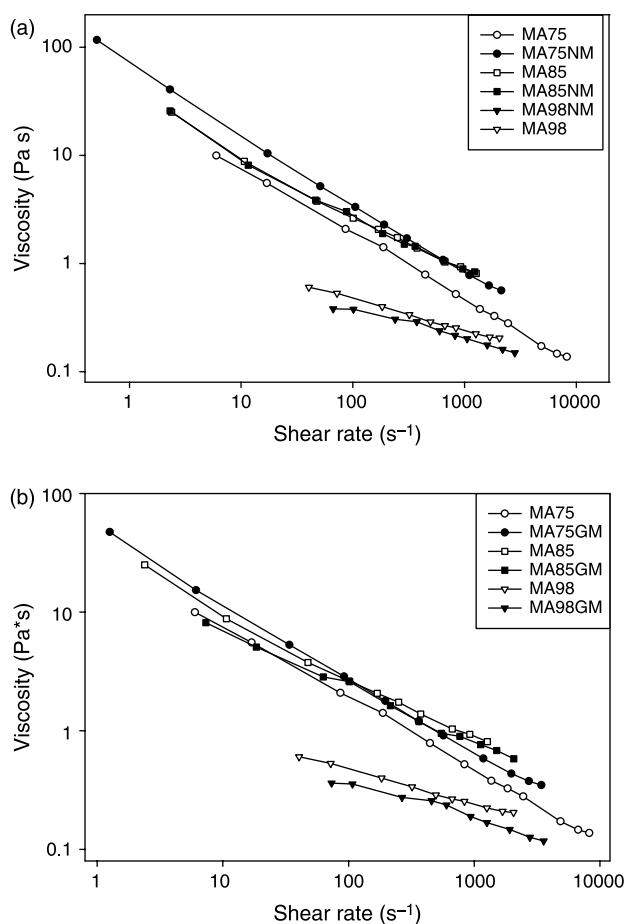 (a)
MA75
MA75NM
MA85
MA85NM
MA98NM
MA98
100
10
1
0.1
Viscosity (Pa s)
1 10 100 1000 10000
Shear rate (s⁻¹)
(b)
MA75
MA75GM
MA85
MA85GM
MA98
MA98GM
100
10
1
0.1
Viscosity (Pa*s)
1 10 100 1000 10000
Shear rate (s⁻¹)